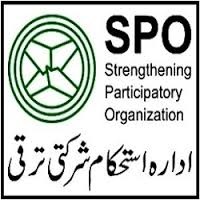 SPO
Strengthening
Participatory
Organization
ادارہ استحکام شرکتی ترقی